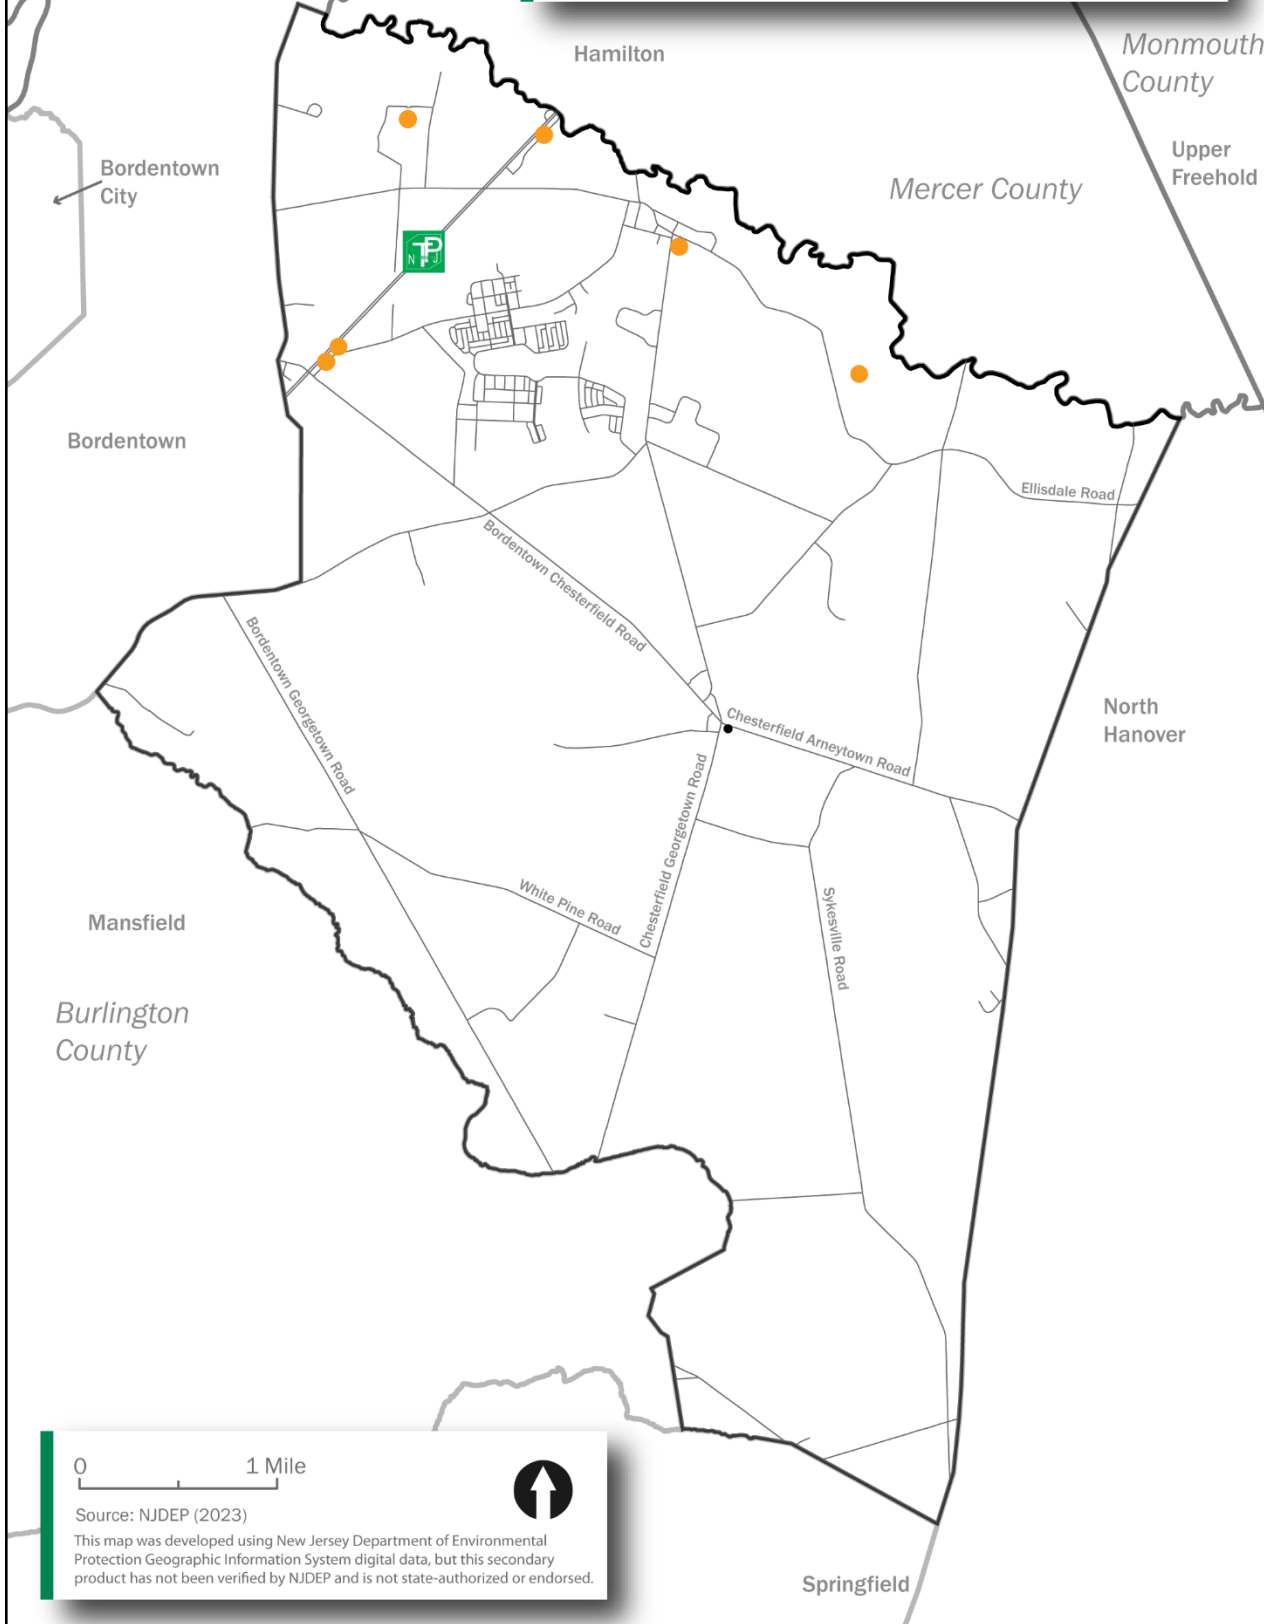 Hamilton
Monmouth
County
Upper
Freehold
Bordentown
City
Mercer County
N TP J
Bordentown
Ellisdale Road
Bordentown Chesterfield Road
Bordentown Georgetown Road
North
Hanover
Chesterfield Arneytown Road
Chesterfield Georgetown Road
White Pine Road
Sykesville Road
Mansfield
Burlington
County
0 1 Mile
Source: NJDEP (2023)
This map was developed using New Jersey Department of Environmental
Protection Geographic Information System digital data, but this secondary
product has not been verified by NJDEP and is not state-authorized or endorsed.
Springfield